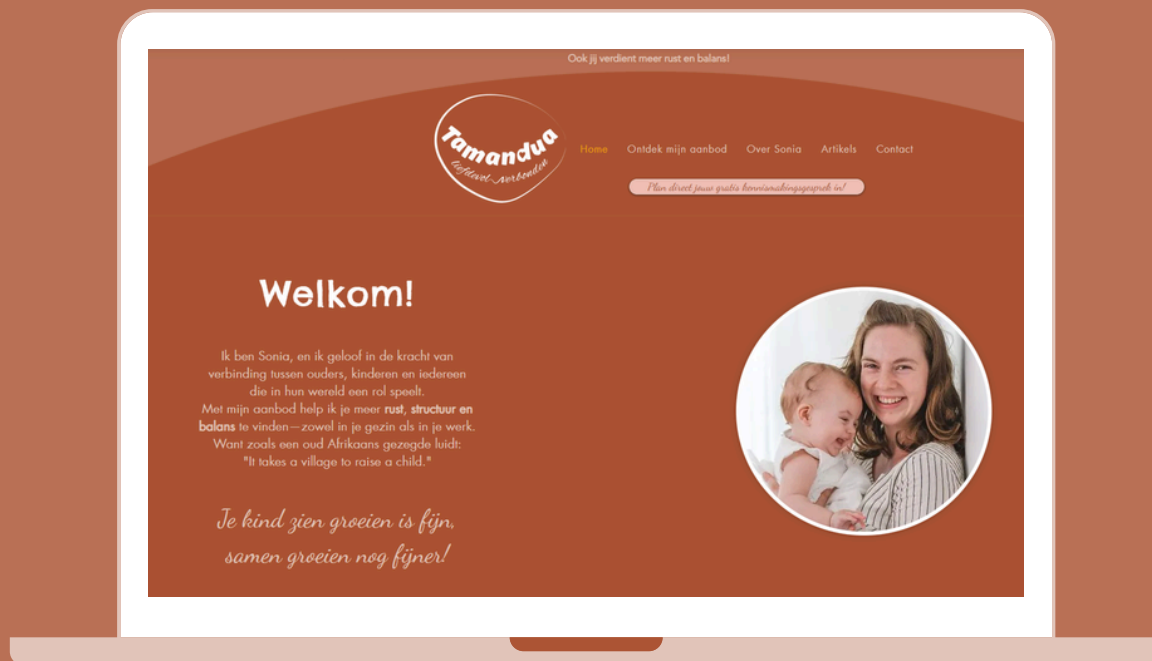 Ook jij verdient meer rust en balans!
Tamandua
liefdevol-verbonden
Home Ontdek mijn aanbod Over Sonia Artikels Contact
Plan direct jouw gratis kennismakingsgesprek in!
Welkom!
Ik ben Sonia, en ik geloof in de kracht van
verbinding tussen ouders, kinderen en iedereen
die in hun wereld een rol speelt.
Met mijn aanbod help ik je meer rust, structuur en
balans te vinden—zowel in je gezin als in je werk.
Want zoals een oud Afrikaans gezegde luidt:
"It takes a village to raise a child."
Je kind zien groeien is fijn,
samen groeien nog fijner!